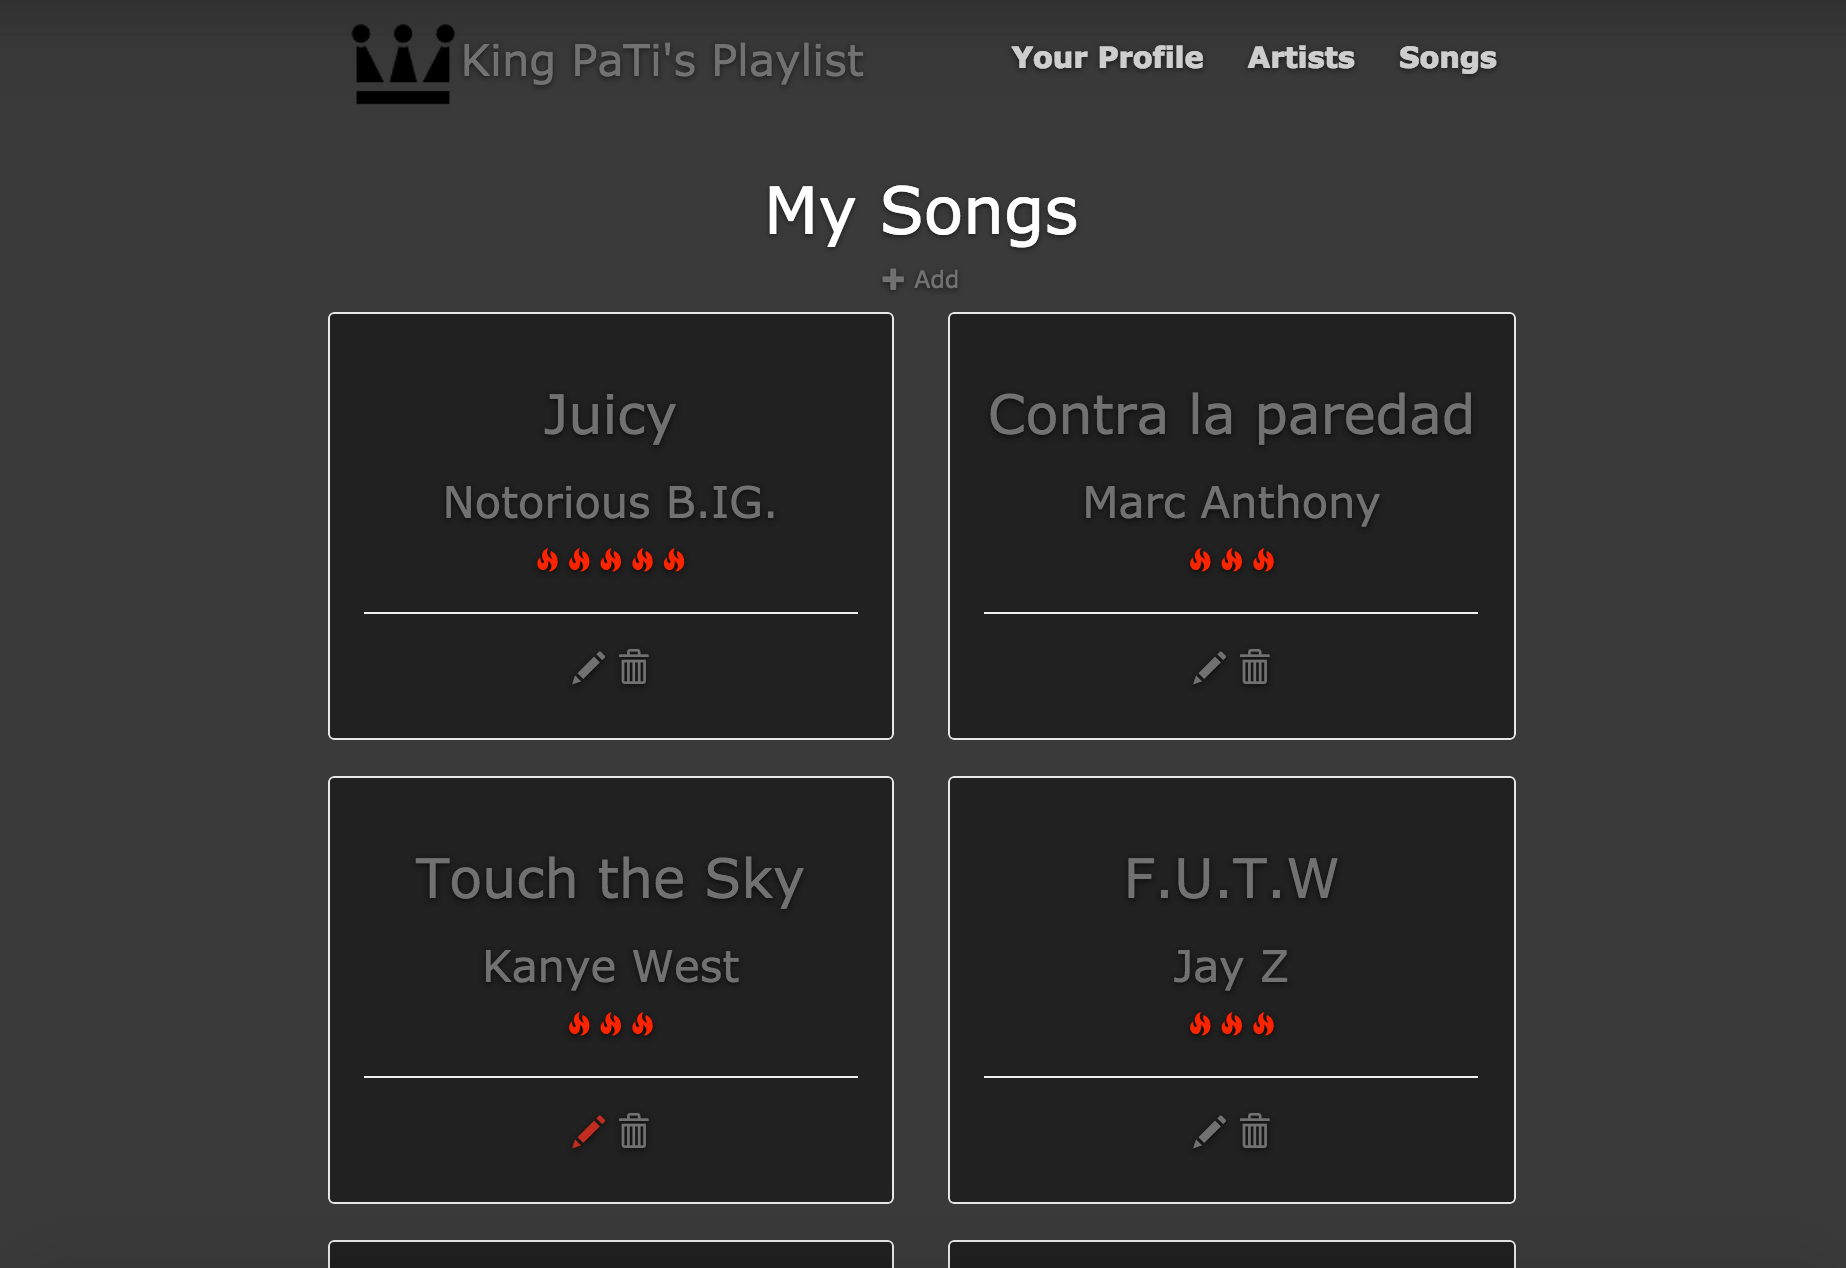 King PaTi's Playlist
Your Profile Artists Songs
My Songs
Add
Juicy
Notorious B.IG.
Contra la paredad
Marc Anthony
Touch the Sky
Kanye West
F.U.T.W
Jay Z